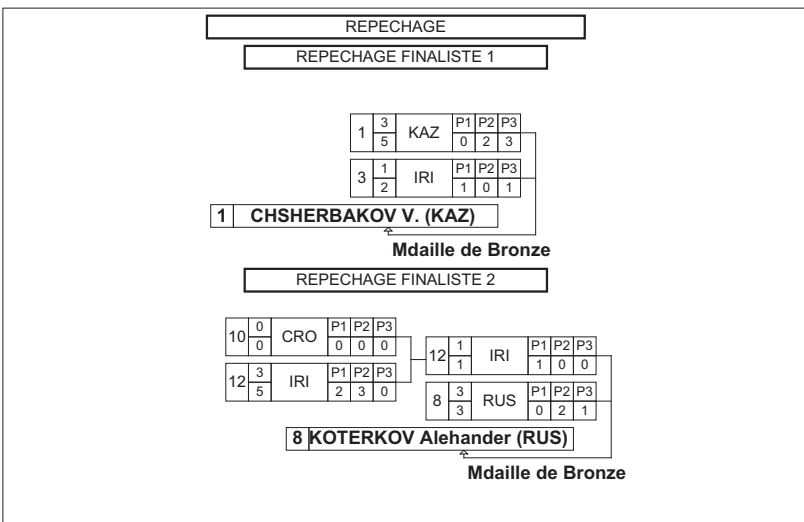 REPECHAGE
REPECHAGE FINALISTE 1
1 3 KAZ P1 P2 P3
5 0 2 3
3 1 IRI P1 P2 P3
2 1 0 1
1 CHSHERBAKOV V. (KAZ)
Mdaille de Bronze
REPECHAGE FINALISTE 2
10 0 CRO P1 P2 P3
0 0 0 0
12 3 IRI P1 P2 P3
5 2 3 0
12 1 IRI P1 P2 P3
1 1 0 0
8 3 RUS P1 P2 P3
3 0 2 1
8 KOTERKOV Alehander (RUS)
Mdaille de Bronze